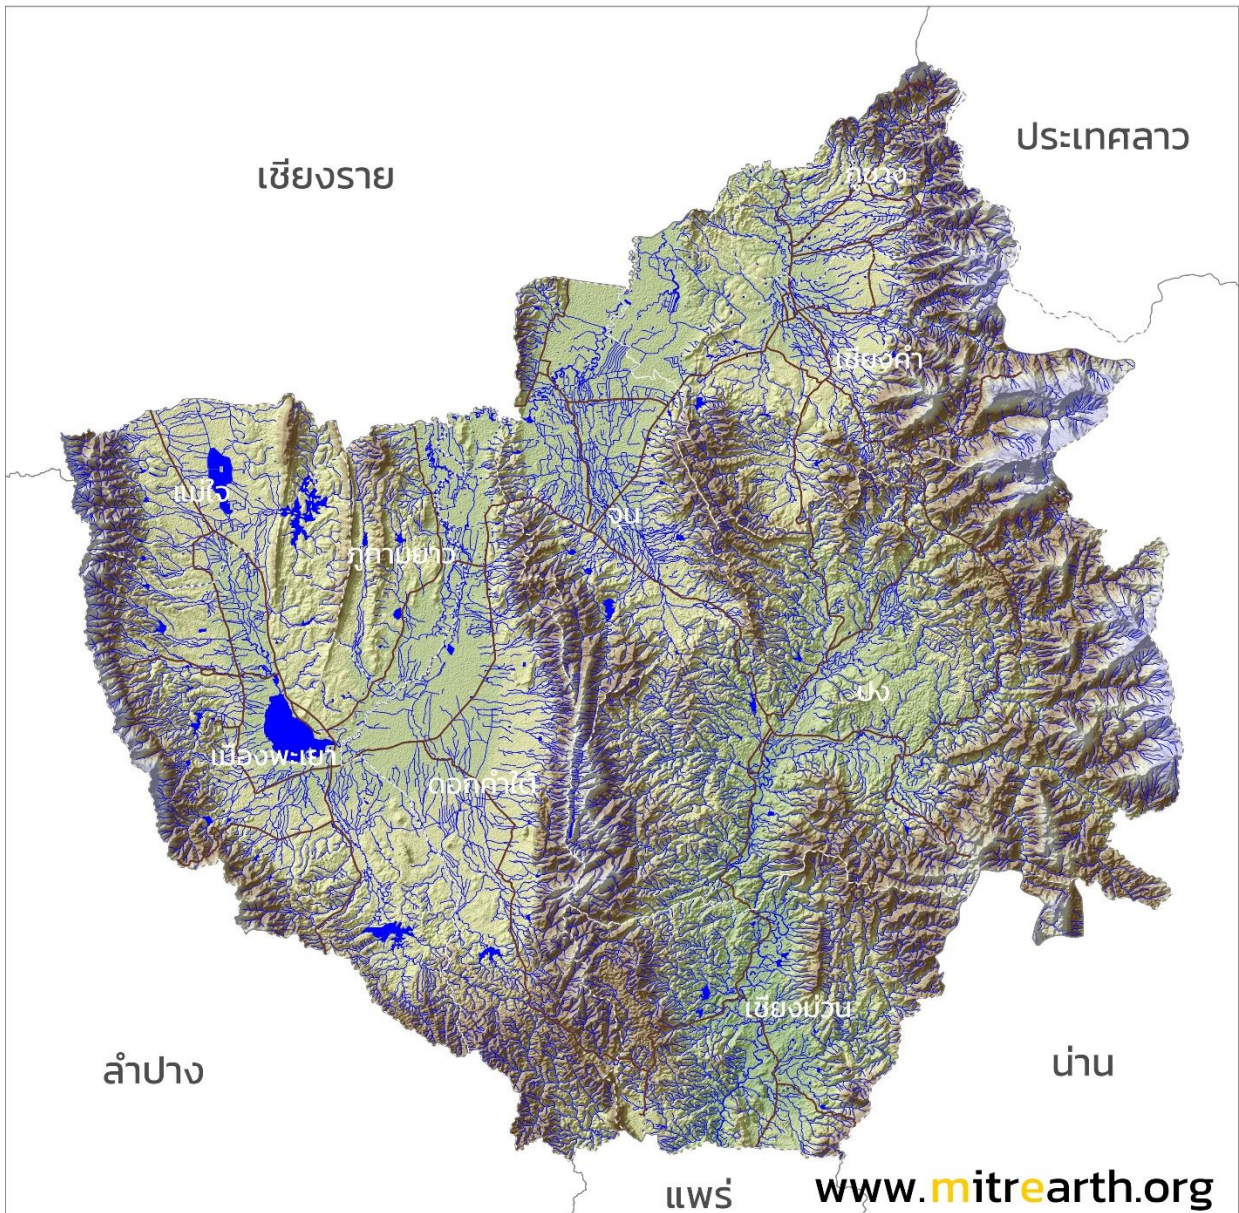 ประเทศลาว
เชียงราย
ภูซาง
เชียงคำ
แม่ใจ
จุน
ภูกามยาว
ปง
เมืองพะเยา
ดอกคำใต้
เชียงม่วน
ลำปาง
น่าน
แพร่
www.mitrearth.org